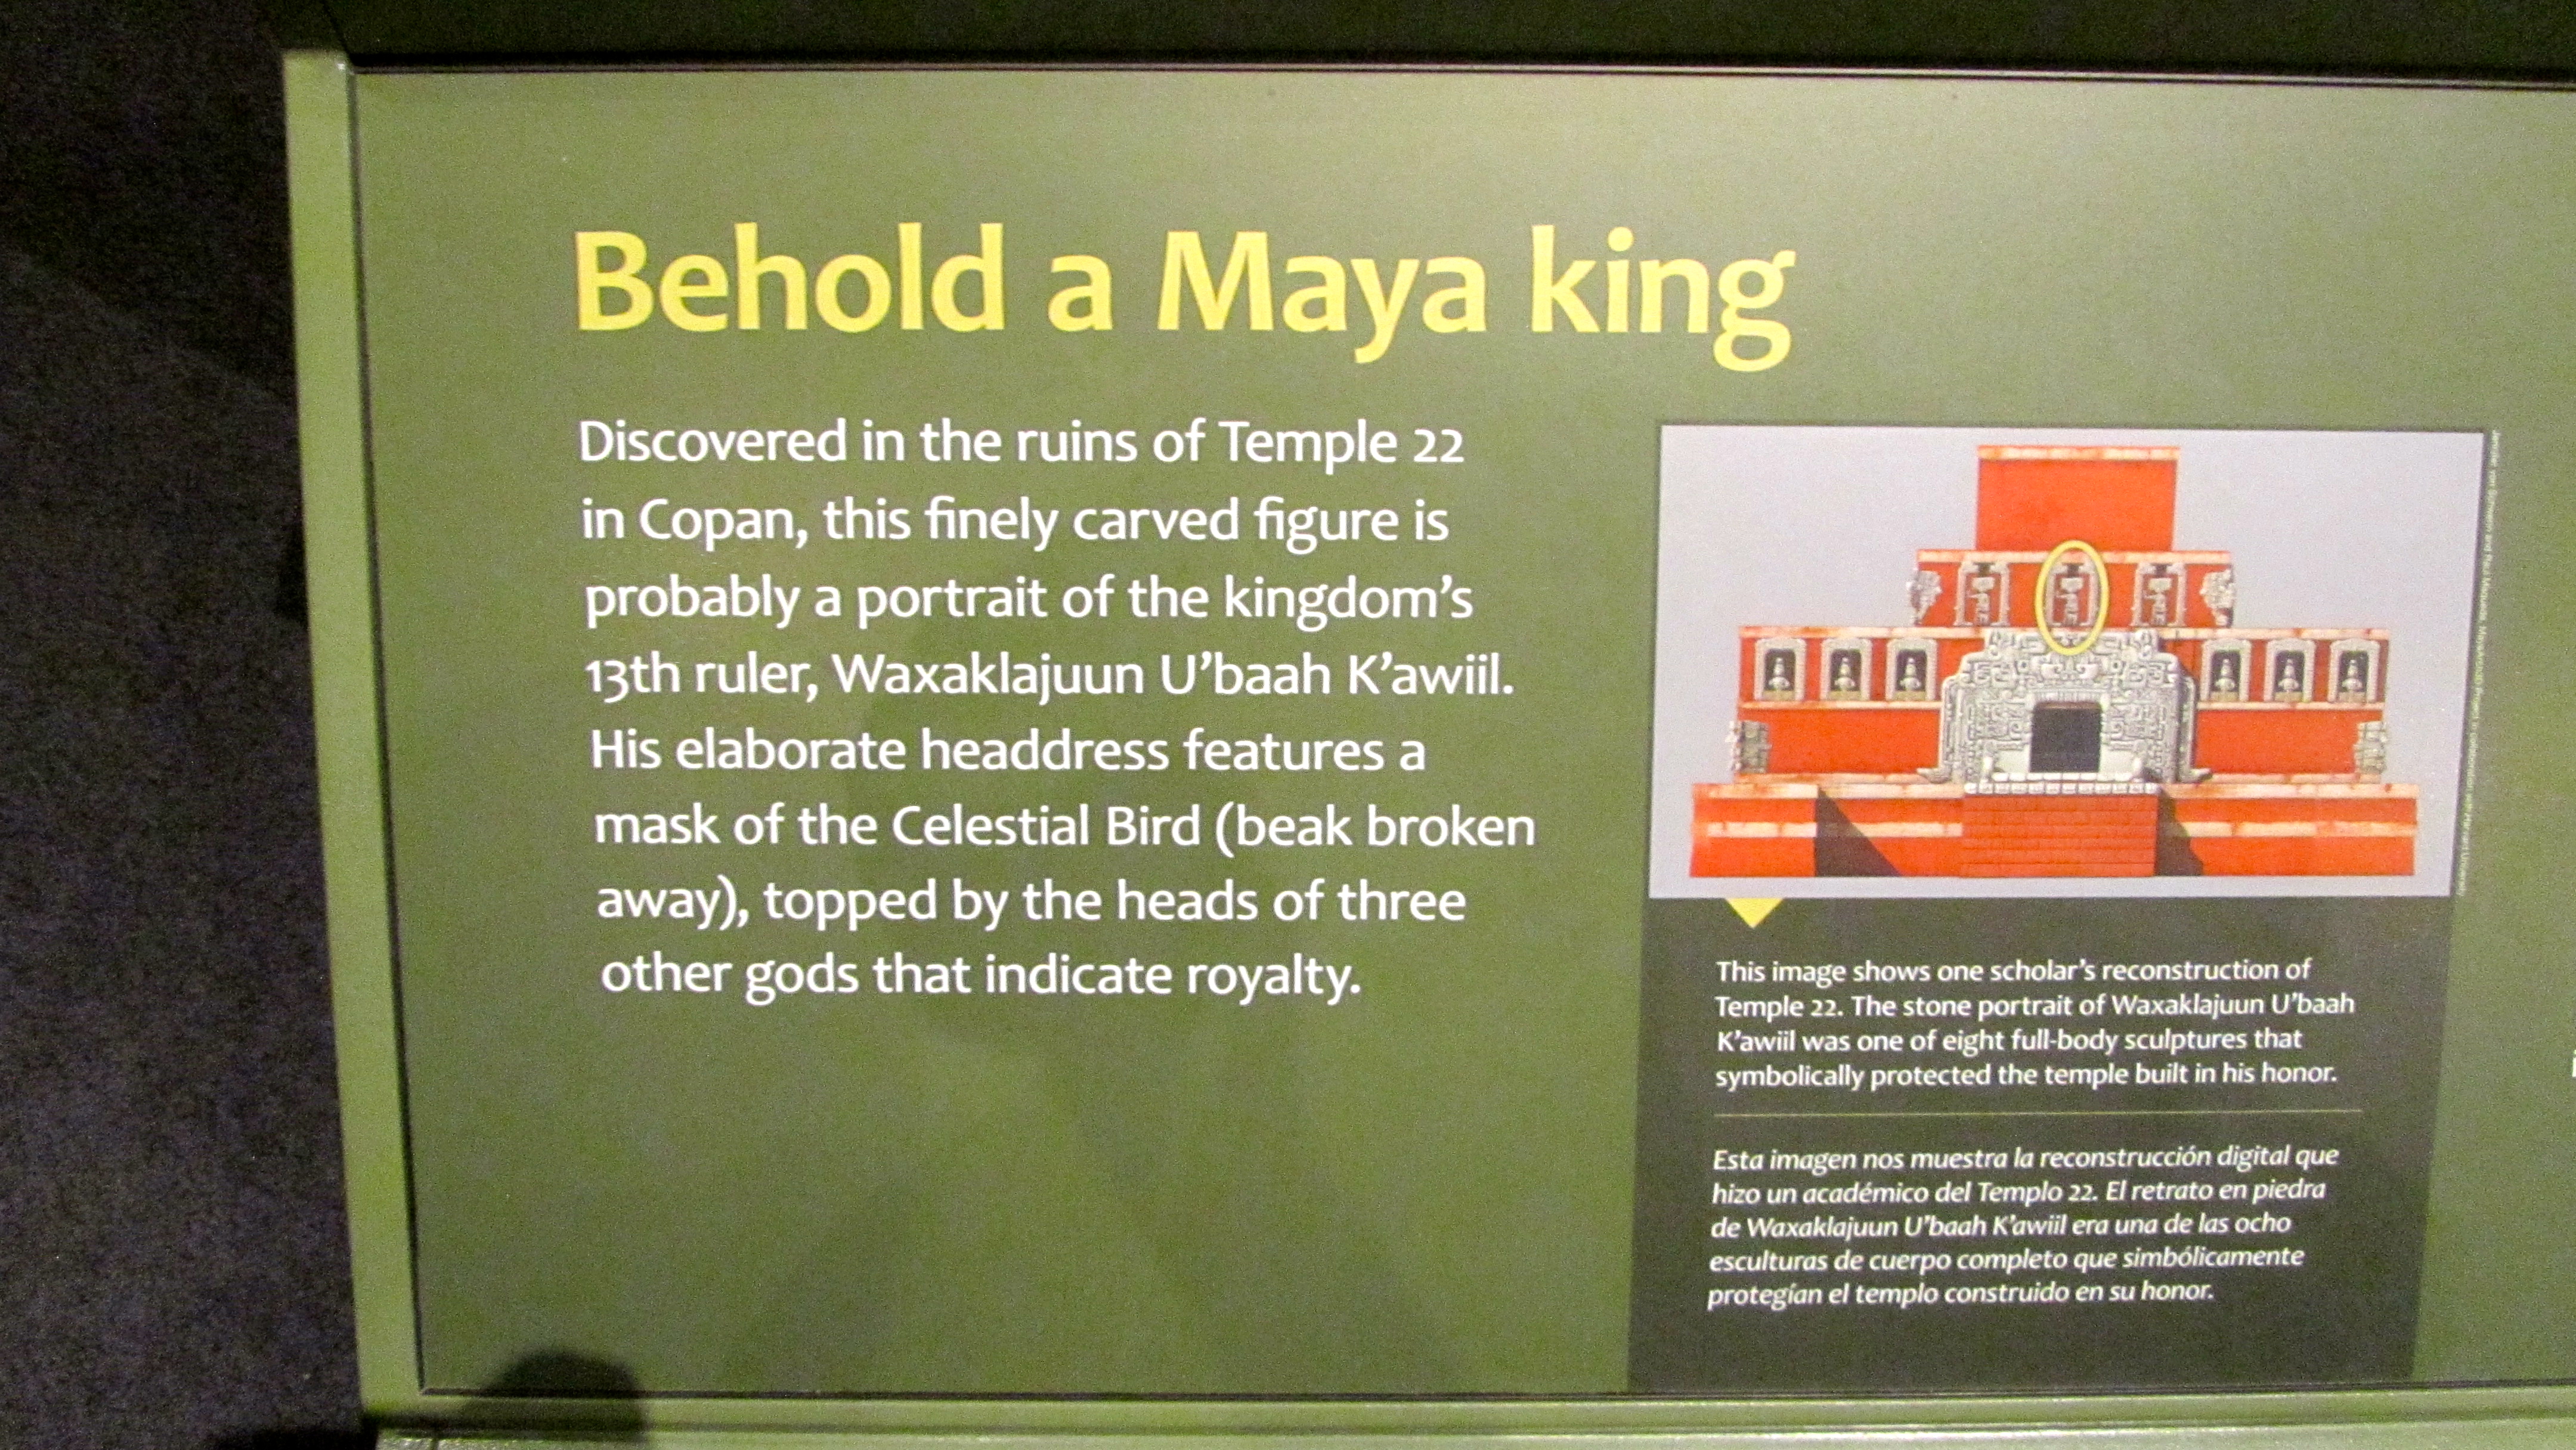 Behold a Maya king
Discovered in the ruins of Temple 22
in Copan, this finely carved figure is
probably a portrait of the kingdom's
13th ruler, Waxaklajuun U'baah K'awiil.
His elaborate headdress features a
mask of the Celestial Bird (beak broken
away), topped by the heads of three
other gods that indicate royalty.
This image shows one scholar's reconstruction of
Temple 22. The stone portrait of Waxaklajuun U'baah
K'awiil was one of eight full-body sculptures that
symbolically protected the temple built in his honor.
Esta imagen nos muestra la reconstrucción digital que
hizo un académico del Templo 22. El retrato en piedra
de Waxaklajuun U'baah K'awiil era una de las ocho
esculturas de cuerpo completo que simbólicamente
protegían el templo construido en su honor.